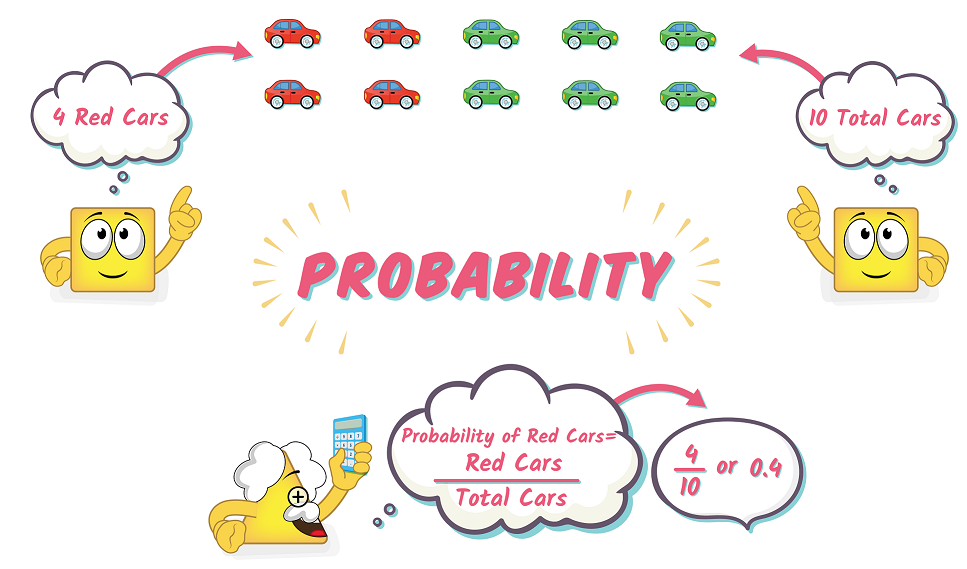 4 Red Cars
10 Total Cars
PROBABILITY
Probability of Red Cars=
Red Cars
Total Cars
4
10
or 0.4